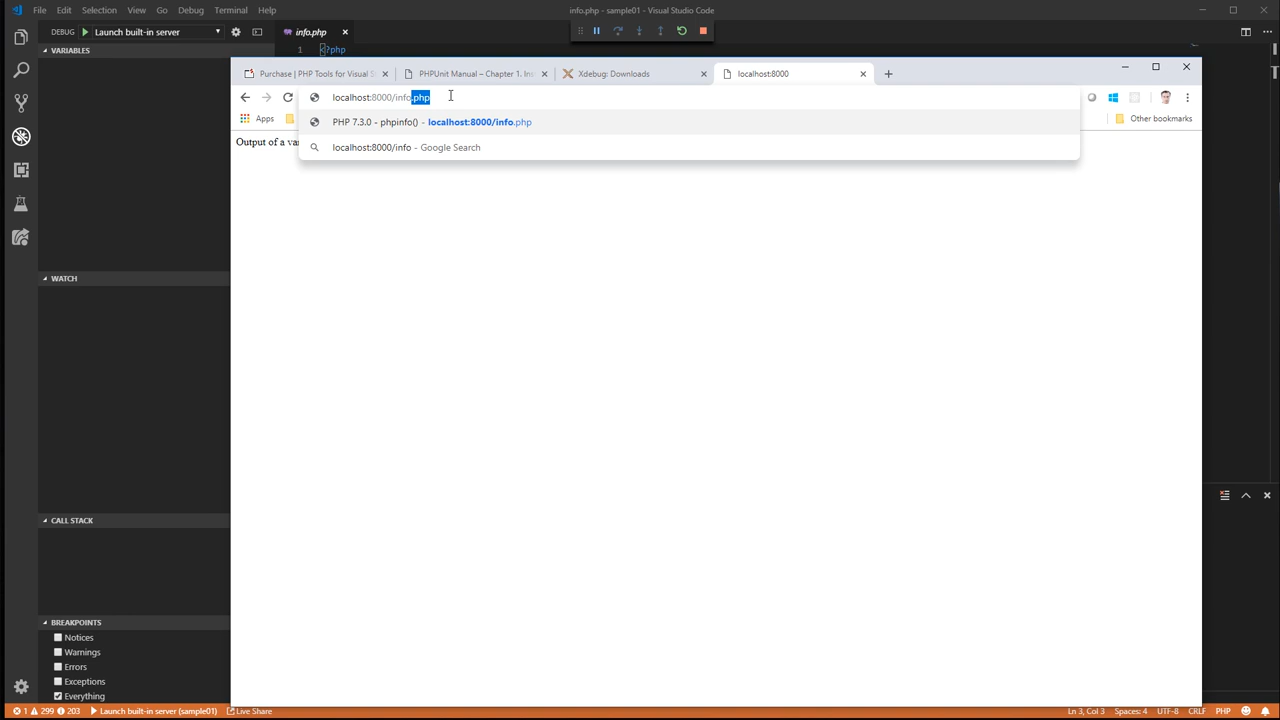 File Edit Selection View Go Debug Terminal Help
info.php - sample01 - Visual Studio Code
DEBUG Launch built-in server
info.php
VARIABLES
1 <?php
Purchase | PHP Tools for Visual S
PHPUnit Manual – Chapter 1. In
Xdebug: Downloads
localhost:8000
localhost:8000/info.php
Apps
PHP 7.3.0 - phpinfo() - localhost:8000/info.php
Other bookmarks
Output of a va
localhost:8000/info - Google Search
WATCH
CALL STACK
BREAKPOINTS
Notices
Warnings
Errors
Exceptions
Everything
1 299 203 Launch built-in server (sample01) Live Share
Ln 3, Col 3 Spaces: 4 UTF-8 CRLF PHP